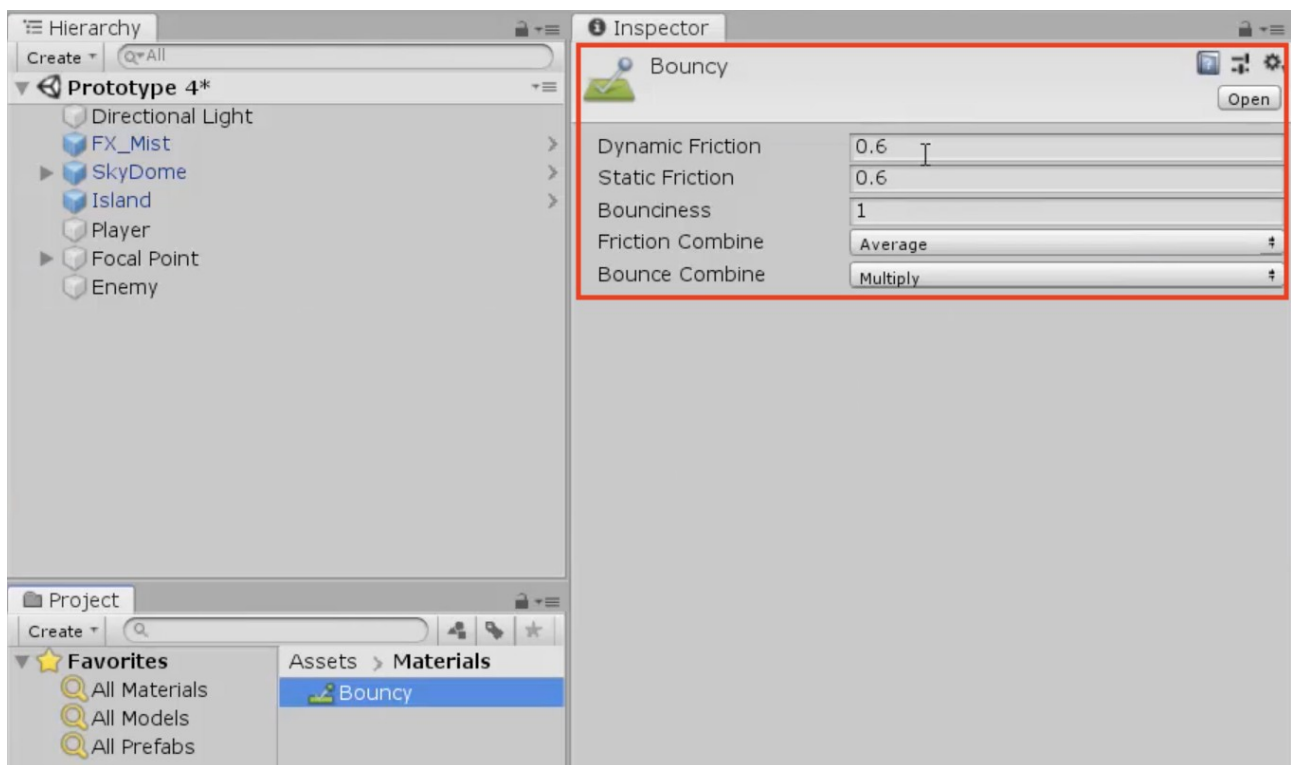 Hierarchy
Create
All
Prototype 4*
Directional Light
FX_Mist
SkyDome
Island
Player
Focal Point
Enemy
Inspector
Bouncy
Open
Dynamic Friction 0.6
Static Friction 0.6
Bounciness 1
Friction Combine Average
Bounce Combine Multiply
Project
Create
Favorites
All Materials
All Models
All Prefabs
Assets > Materials
Bouncy